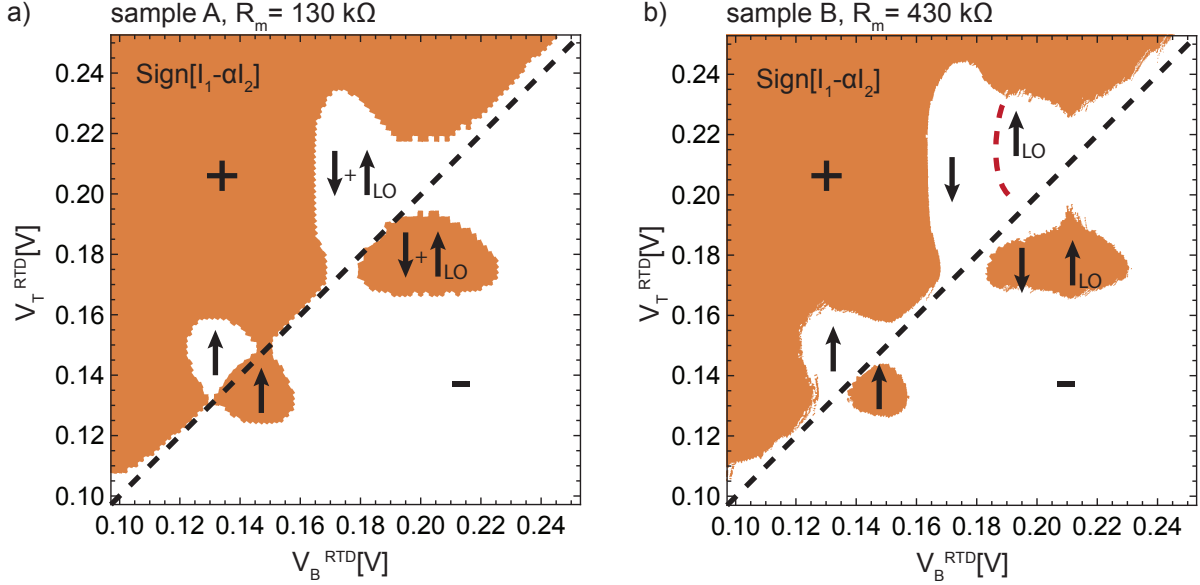 a) sample A, R_m = 130 kΩ
Sign[I_1-αI_2]
+
↓+↑_LO
↓+↑_LO
↑
↑
-
0.24
0.22
0.20
0.18
0.16
0.14
0.12
0.10
V_T^RTD[V]
0.10 0.12 0.14 0.16 0.18 0.20 0.22 0.24
V_B^RTD[V]
b) sample B, R_m = 430 kΩ
Sign[I_1-αI_2]
+
↓
↑_LO
↓
↑_LO
↑
↑
-
0.24
0.22
0.20
0.18
0.16
0.14
0.12
0.10
V_T^RTD[V]
0.10 0.12 0.14 0.16 0.18 0.20 0.22 0.24
V_B^RTD[V]